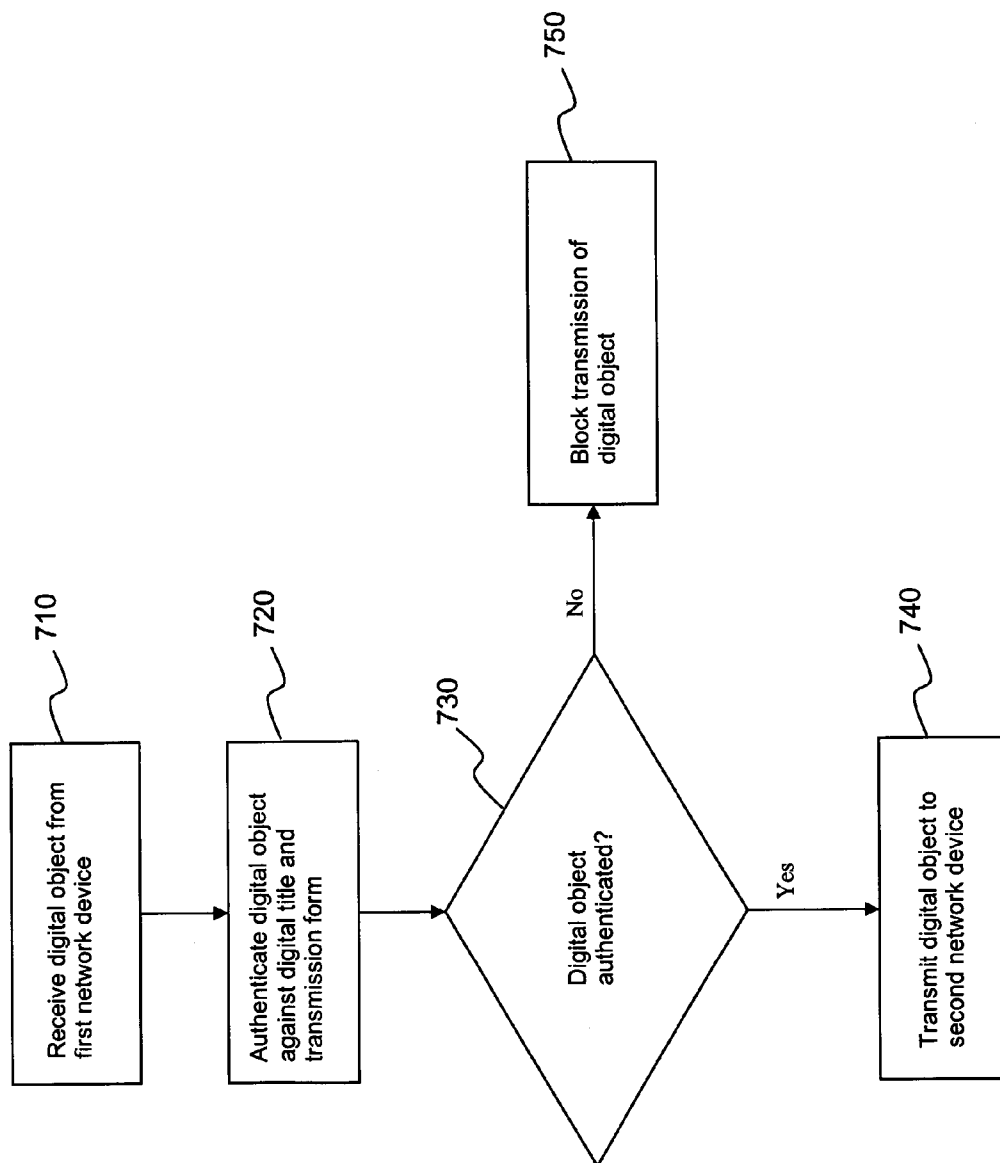 710
Receive digital object from
first network device
720
Authenticate digital object
against digital title and
transmission form
730
Digital object
authenticated?
No
750
Block transmission of
digital object
Yes
740
Transmit digital object to
second network device